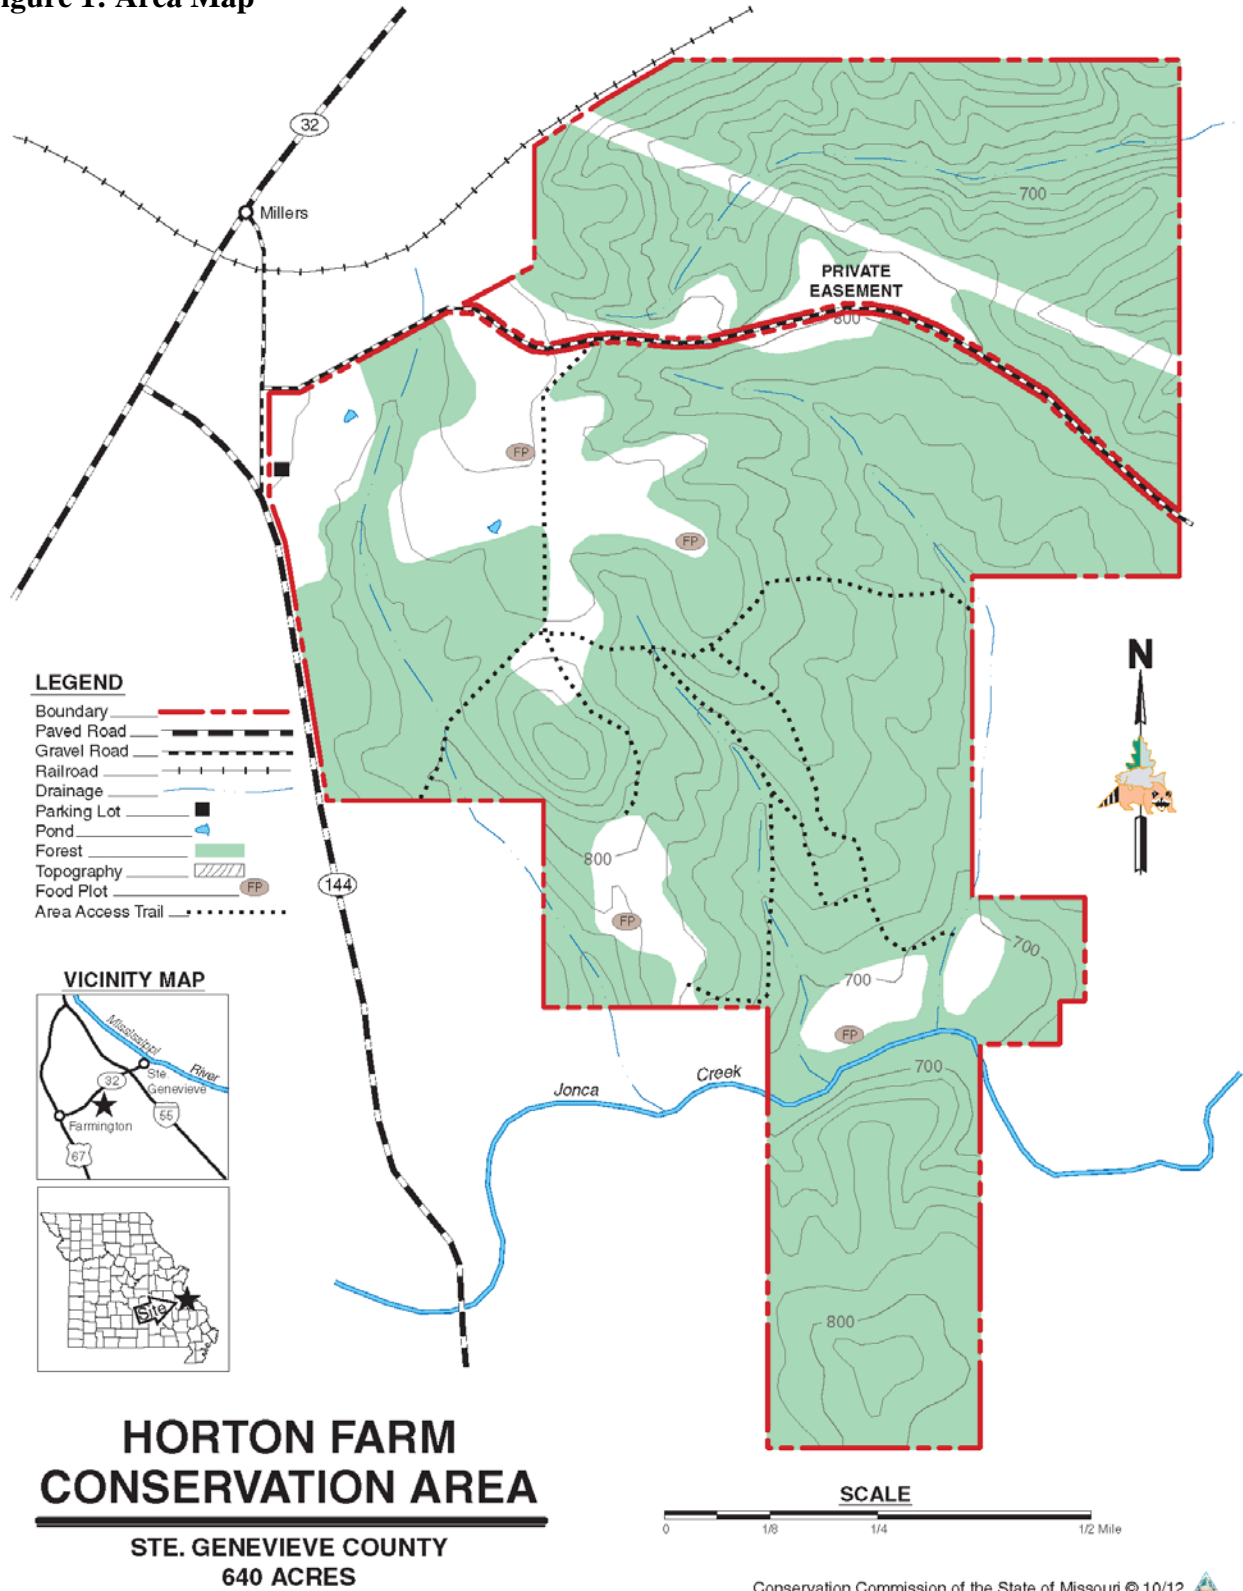 Figure 1: Area Map
32
Millers
700
PRIVATE
EASEMENT
800
FP
FP
N
LEGEND
Boundary
Paved Road
Gravel Road
Railroad
Drainage
Parking Lot
Pond
Forest
Topography
Food Plot FP
Area Access Trail
800
144
FP
700
700
FP
700
Jonca Creek
VICINITY MAP
Mississippi River
Ste.
Genevieve
32
55
Farmington
67
Site
800
HORTON FARM
CONSERVATION AREA
STE. GENEVIEVE COUNTY
640 ACRES
SCALE
0 1/8 1/4 1/2 Mile
Conservation Commission of the State of Missouri © 10/12